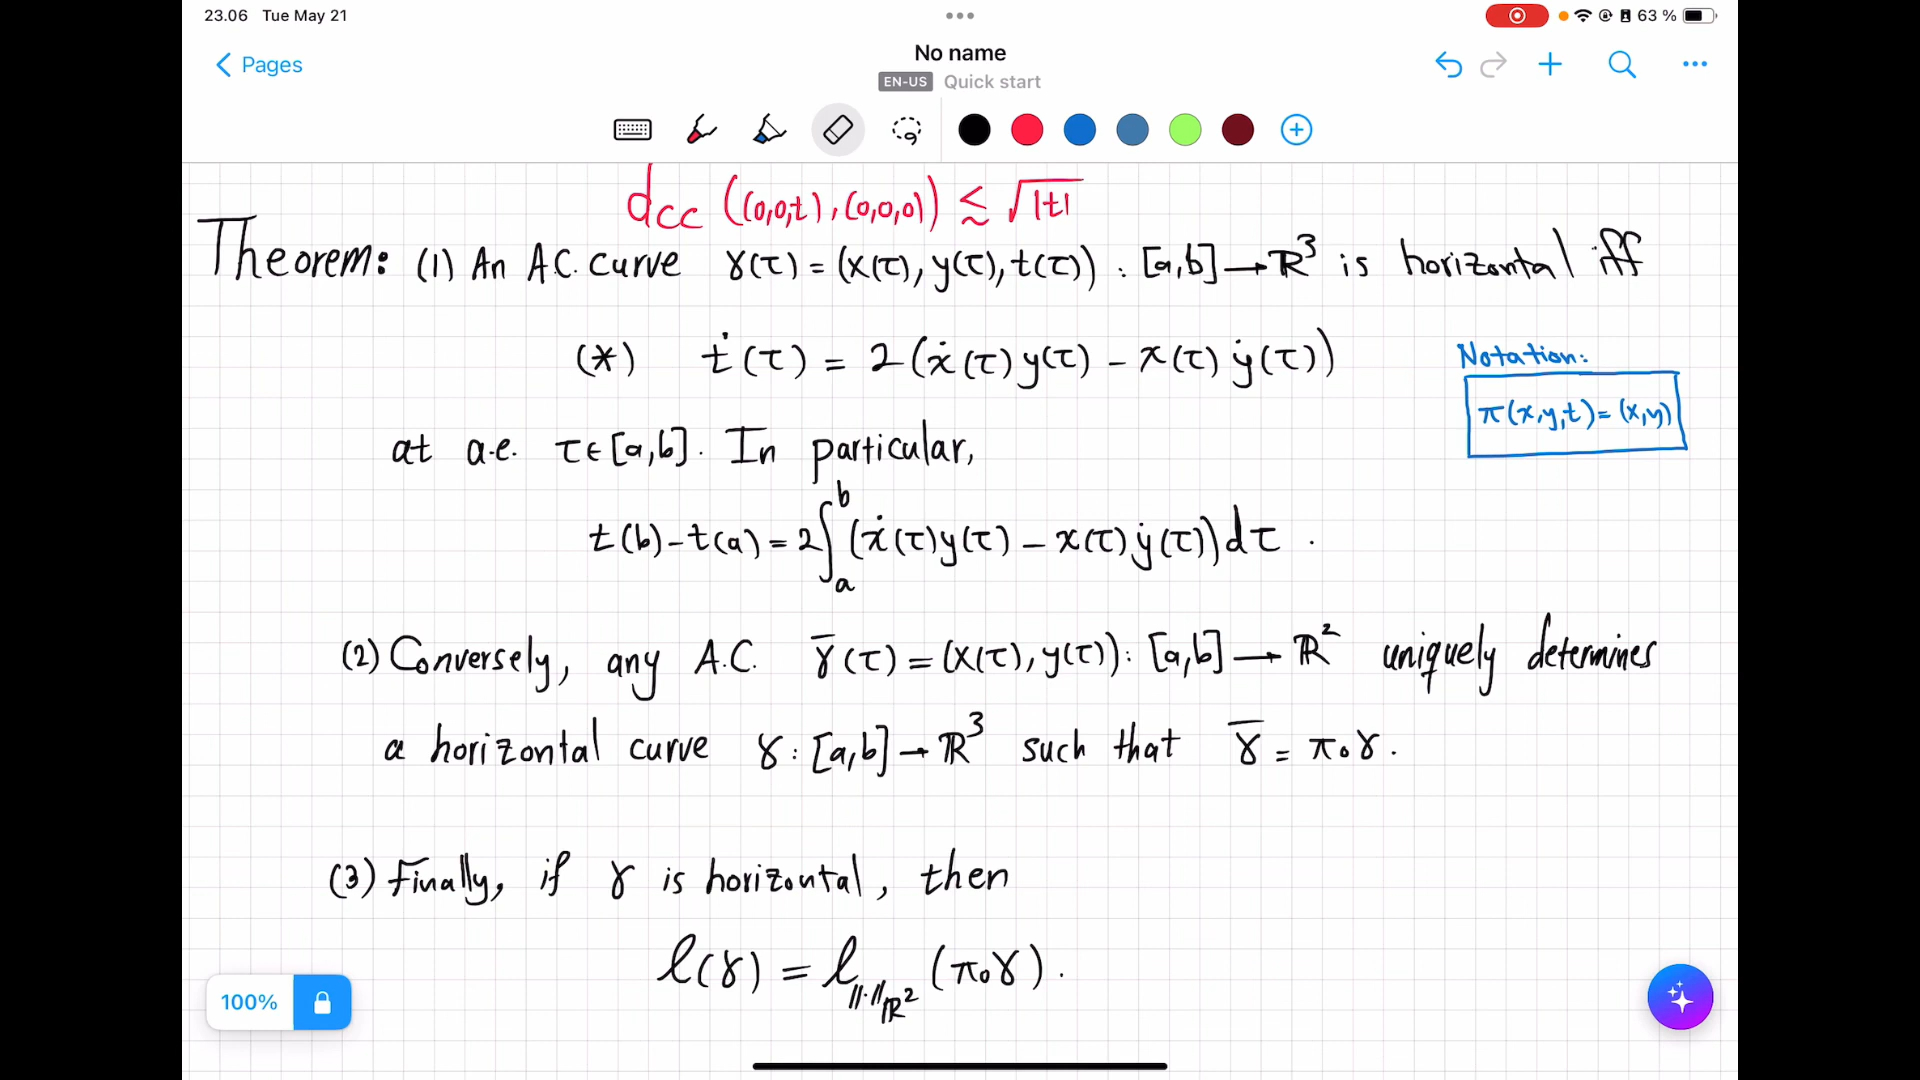 23.06 Tue May 21
63 %
Pages
No name
EN-US Quick start
dcc ((0,0,t),(0,0,0)) ≲ √|t|
Theorem: (1) An A.C. curve γ(τ) = (x(τ), y(τ), t(τ)) : [a,b] → ℝ³ is horizontal iff
(*) ṫ(τ) = 2(ẋ(τ)y(τ) − x(τ)ẏ(τ))
Notation:
π(x,y,t) = (x,y)
at a.e. τ∈[a,b]. In particular,
t(b) − t(a) = 2∫ₐᵇ(ẋ(τ)y(τ) − x(τ)ẏ(τ))dτ .
(2) Conversely, any A.C. γ̄(τ) = (x(τ), y(τ)) : [a,b] → ℝ² uniquely determines
a horizontal curve γ : [a,b] → ℝ³ such that γ̄ = π∘γ.
(3) Finally, if γ is horizontal, then
ℓ(γ) = ℓ_{||·||_ℝ²} (π∘γ).
100%